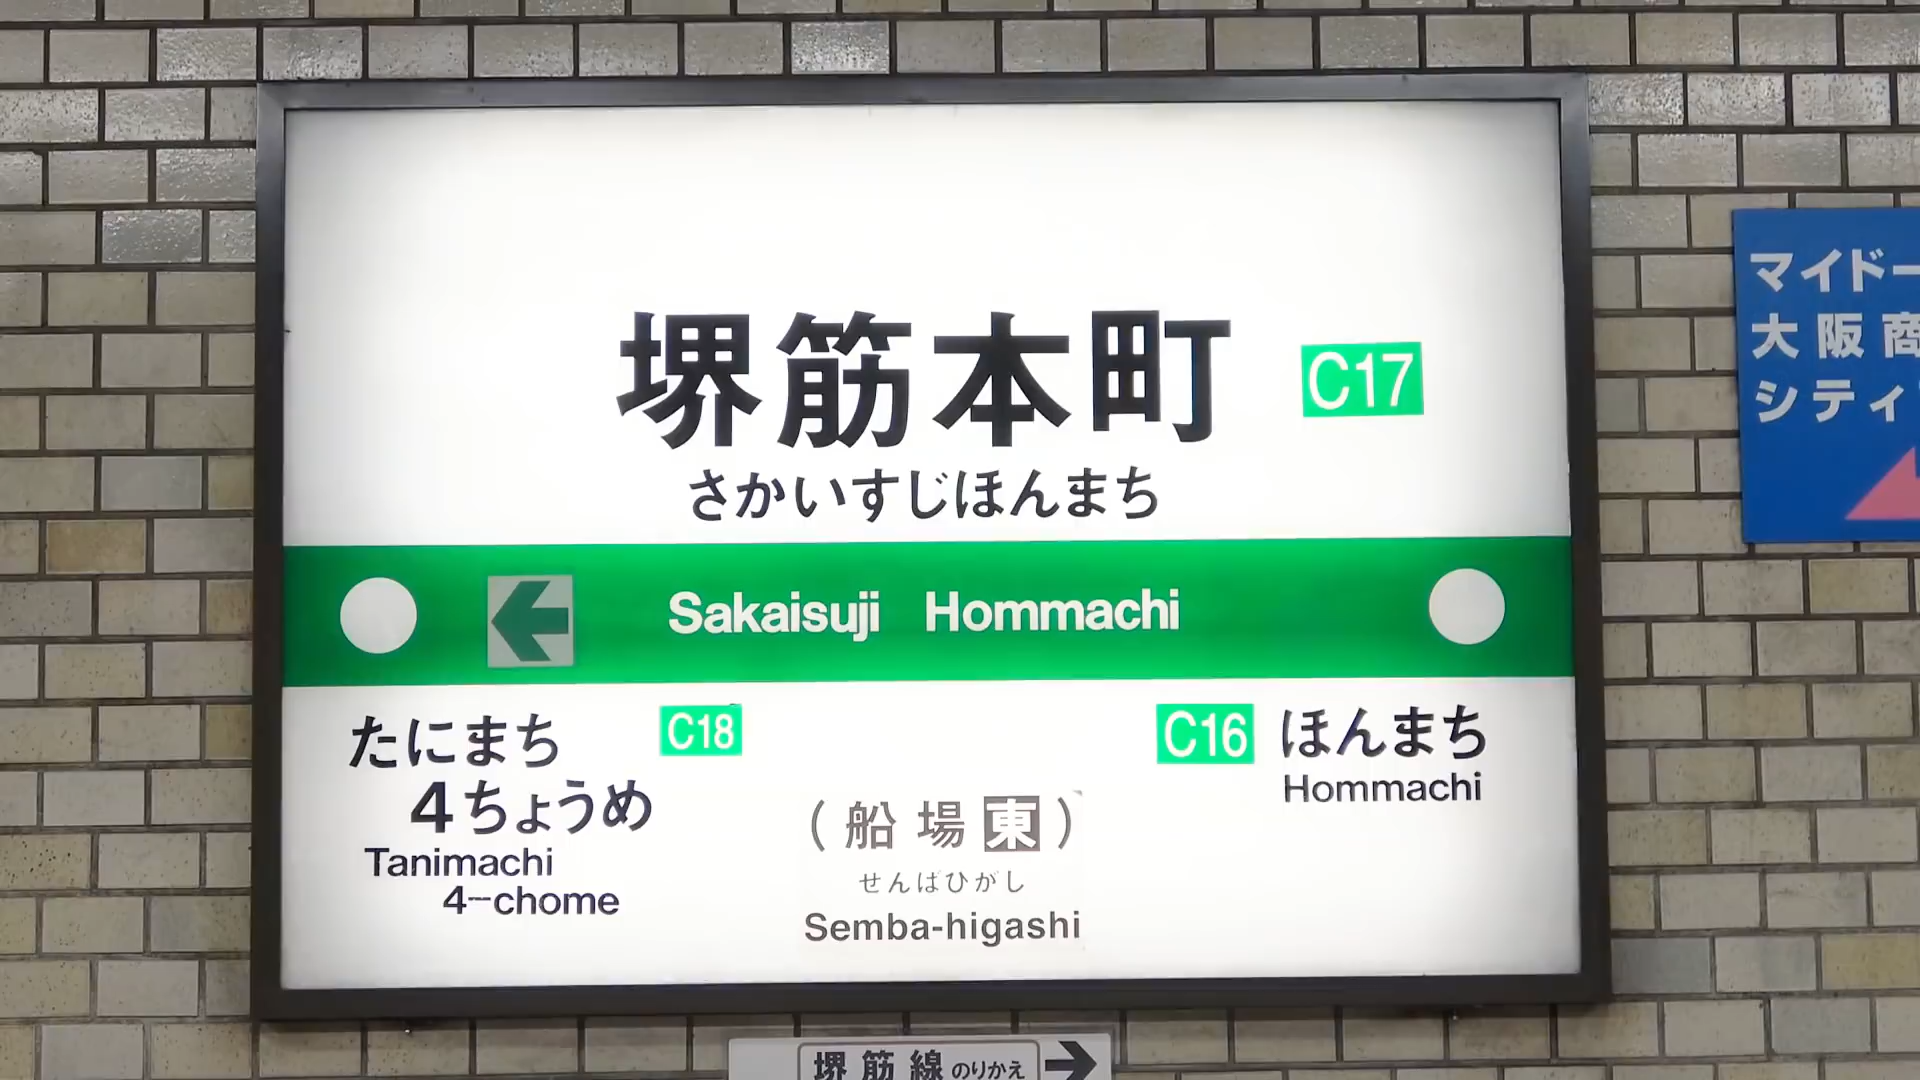 堺筋本町 C17
さかいすじほんまち
Sakaisuji Hommachi
たにまち C18
4ちょうめ
Tanimachi
4-chome
(船場東)
せんばひがし
Semba-higashi
C16 ほんまち
Hommachi
マイドー
大阪商
シティ
堺筋線のりかえ